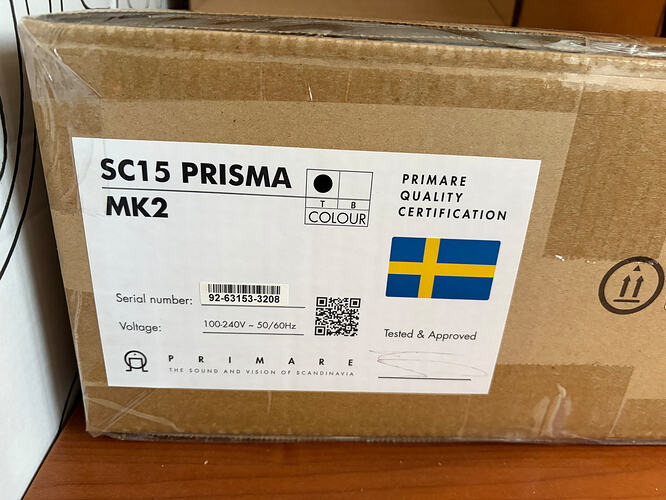 SC15 PRISMA
MK2
T B
COLOUR
PRIMARE
QUALITY
CERTIFICATION
Serial number: 92-63153-3208
Voltage: 100-240V ~ 50/60Hz
Tested & Approved
PRIMARE
THE SOUND AND VISION OF SCANDINAVIA